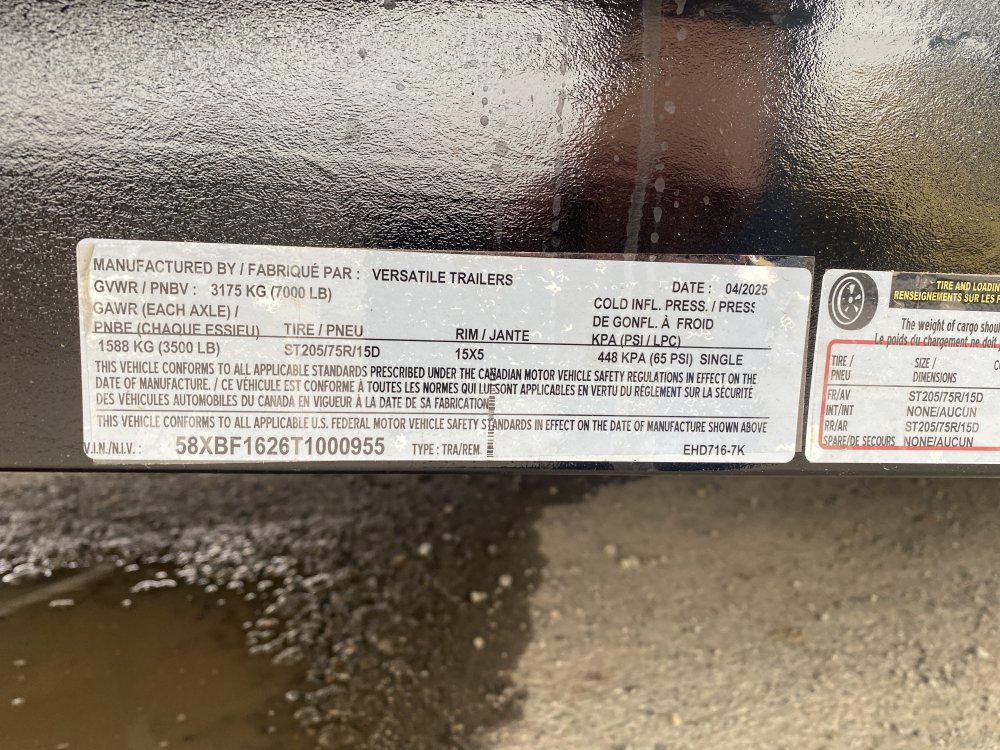 MANUFACTURED BY / FABRIQUÉ PAR : VERSATILE TRAILERS
GVWR / PNBV : 3175 KG (7000 LB) DATE : 04/2025
GAWR (EACH AXLE) / COLD INFL. PRESS. / PRESS
DE GONFL. À FROID
PNBE (CHAQUE ESSIEU) TIRE / PNEU RIM / JANTE KPA (PSI / LPC)
1588 KG (3500 LB) ST205/75R/15D 15X5 448 KPA (65 PSI) SINGLE
THIS VEHICLE CONFORMS TO ALL APPLICABLE STANDARDS PRESCRIBED UNDER THE CANADIAN MOTOR VEHICLE SAFETY REGULATIONS IN EFFECT ON THE
DATE OF MANUFACTURE. / CE VÉHICULE EST CONFORME À TOUTES LES NORMES QUI LUI SONT APPLICABLES EN VERTU DU RÈGLEMENT SUR LA SÉCURITÉ
DES VÉHICULES AUTOMOBILES DU CANADA EN VIGUEUR À LA DATE DE SA FABRICATION
THIS VEHICLE CONFORMS TO ALL APPLICABLE U.S. FEDERAL MOTOR VEHICLE SAFETY STANDARDS IN EFFECT ON THE DATE OF MANUFACTURE SHOWN ABOVE
V.I.N./N.I.V. : 58XBF1626T1000955 TYPE : TRA/REM. EHD716-7K
TIRE AND LOADIN
RENSEIGNEMENTS SUR LES P
The weight of cargo shou
Le poids du chargement ne doit
TIRE / SIZE / C
PNEU DIMENSIONS
FR/AV ST205/75R/15D
INT/INT NONE/AUCUN
RR/AR ST205/75R/15D
SPARE/DE SECOURS NONE/AUCUN